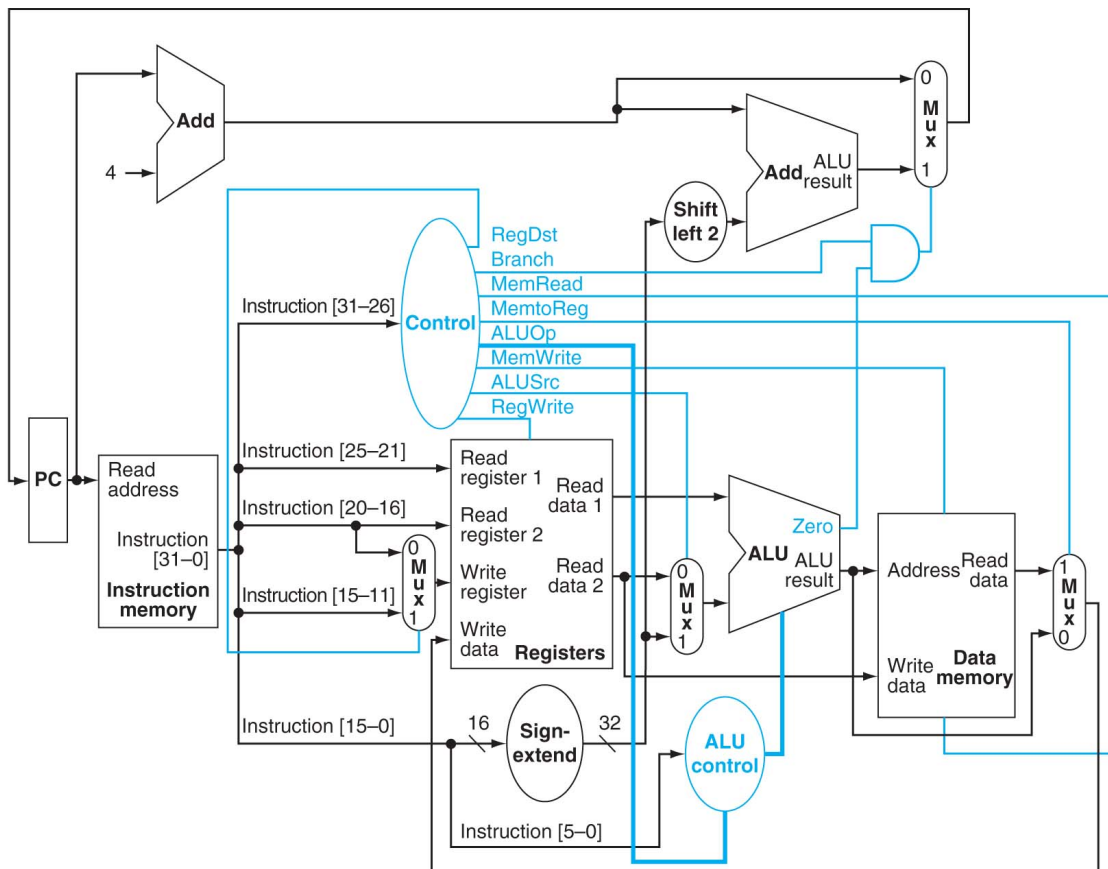 Add
4
0
Mux
1
Add
ALU
result
Shift
left 2
RegDst
Branch
MemRead
MemtoReg
ALUOp
MemWrite
ALUSrc
RegWrite
Control
Instruction [31–26]
PC
Read
address
Instruction
[31–0]
Instruction
memory
Instruction [25–21]
Instruction [20–16]
Instruction [15–11]
Instruction [15–0]
0
Mux
1
Read
register 1
Read
register 2
Write
register
Write
data
Read
data 1
Read
data 2
Registers
0
Mux
1
Zero
ALU
ALU
result
Address
Read
data
Write
data
Data
memory
1
Mux
0
16
Sign-
extend
32
ALU
control
Instruction [5–0]